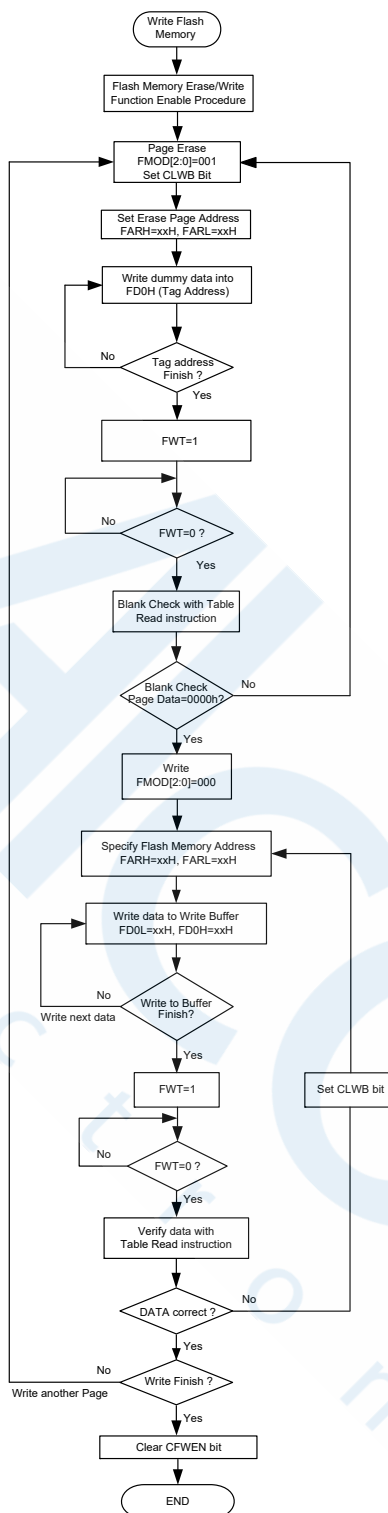 Write Flash
Memory
Flash Memory Erase/Write
Function Enable Procedure
Page Erase
FMOD[2:0]=001
Set CLWB Bit
Set Erase Page Address
FARH=xxH, FARL=xxH
Write dummy data into
FD0H (Tag Address)
No
Tag address
Finish ?
Yes
FWT=1
No
FWT=0 ?
Yes
Blank Check with Table
Read instruction
Blank Check
Page Data=0000h?
No
Yes
Write
FMOD[2:0]=000
Specify Flash Memory Address
FARH=xxH, FARL=xxH
Write data to Write Buffer
FD0L=xxH, FD0H=xxH
No
Write next data
Write to Buffer
Finish?
Yes
FWT=1
Set CLWB bit
No
FWT=0 ?
Yes
Verify data with
Table Read instruction
DATA correct ?
No
Yes
No
Write another Page
Write Finish ?
Yes
Clear CFWEN bit
END